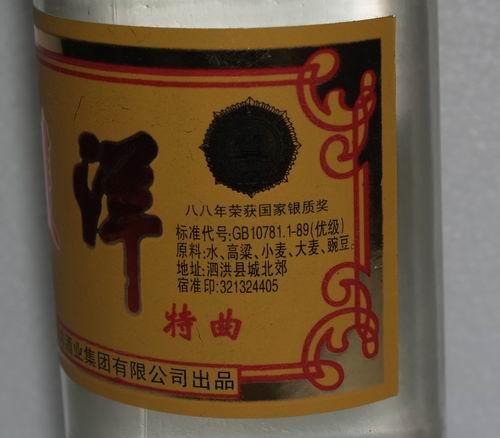 洋
八八年荣获国家银质奖
标准代号:GB10781.1-89(优级)
原料:水、高粱、小麦、大麦、豌豆。
地址:泗洪县城北郊
宿准印:321324405
特曲
酒业集团有限公司出品